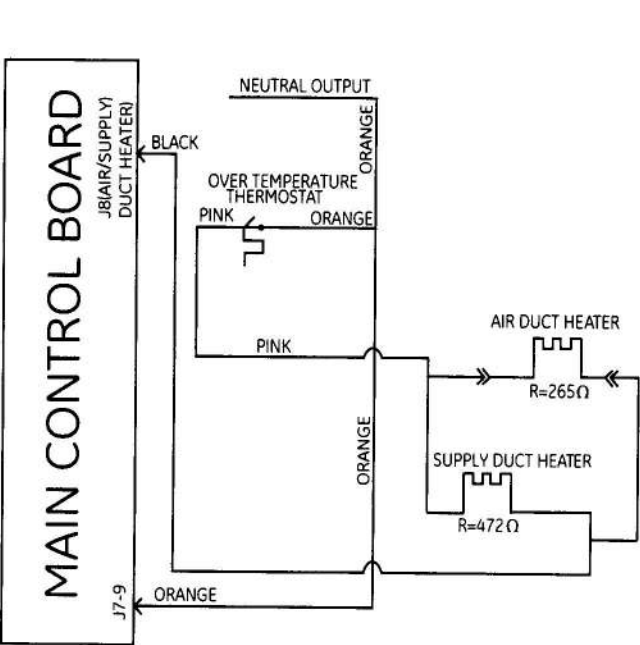 MAIN CONTROL BOARD
J8(AIR/SUPPLY)
DUCT HEATER)
J7-9
NEUTRAL OUTPUT
ORANGE
BLACK
OVER TEMPERATURE
THERMOSTAT
PINK
ORANGE
PINK
AIR DUCT HEATER
R=265Ω
ORANGE
SUPPLY DUCT HEATER
R=472Ω
ORANGE